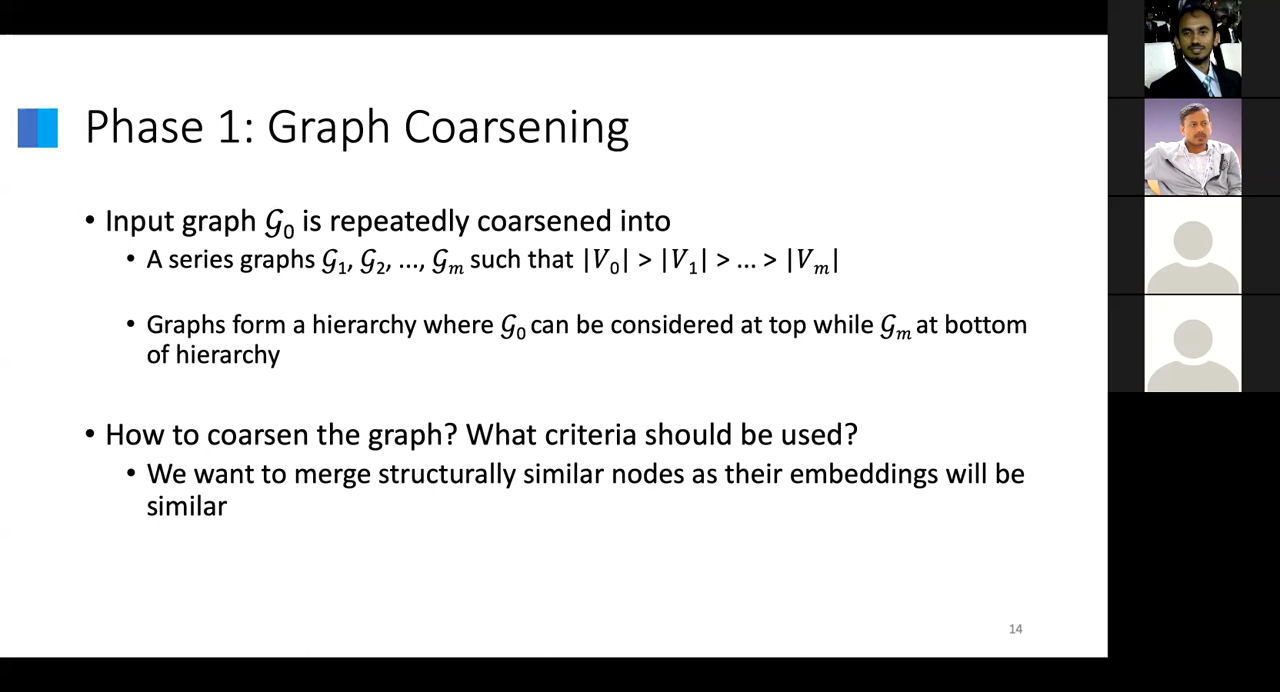 Phase 1: Graph Coarsening
• Input graph 𝒢₀ is repeatedly coarsened into
• A series graphs 𝒢₁, 𝒢₂, ..., 𝒢ₘ such that |V₀| > |V₁| > ... > |Vₘ|
• Graphs form a hierarchy where 𝒢₀ can be considered at top while 𝒢ₘ at bottom
of hierarchy
• How to coarsen the graph? What criteria should be used?
• We want to merge structurally similar nodes as their embeddings will be
similar
14